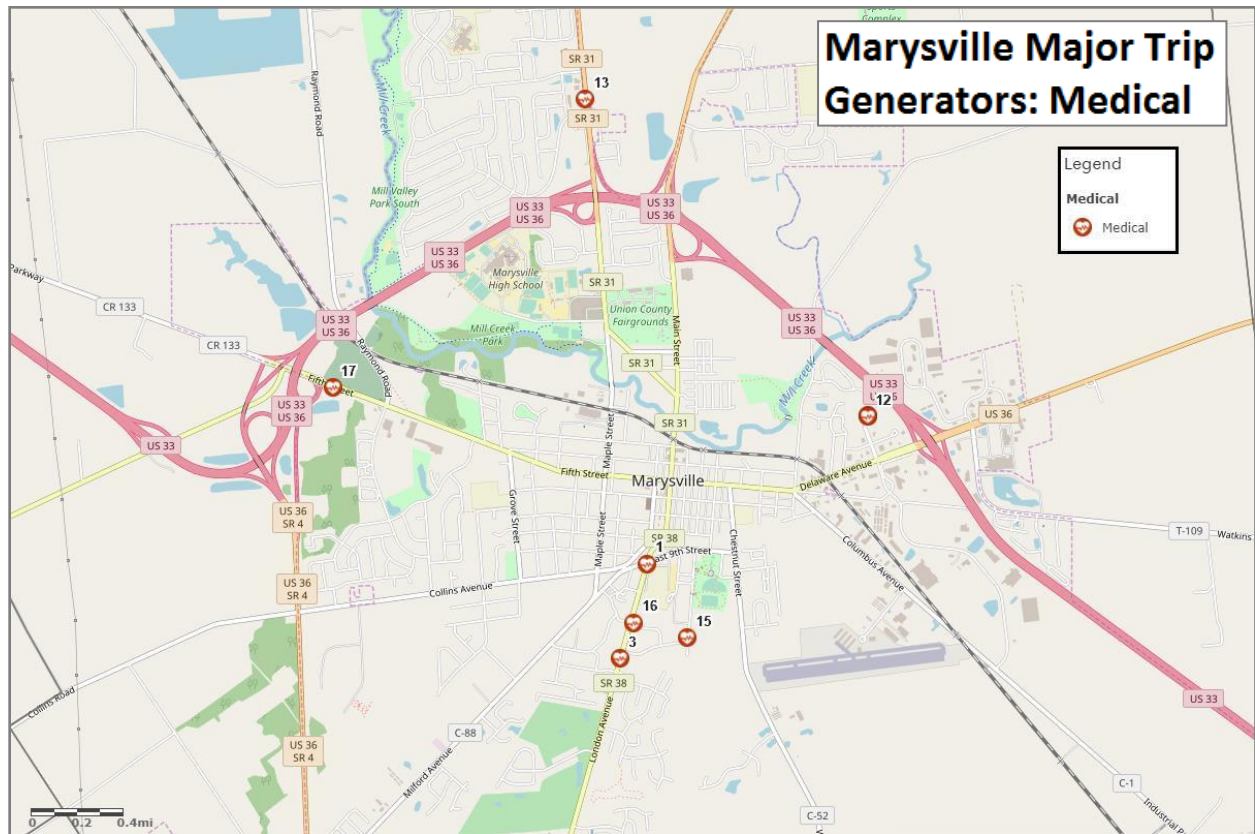 Sports
Complex
Marysville Major Trip
Generators: Medical
SR 31
13
SR 31
Raymond Road
Mill Creek
Legend
Medical
Medical
Mill Valley
Park South
US 33
US 36
US 33
US 36
US 33
US 36
Marysville
High School
SR 31
Union County
Fairgrounds
Parkway
CR 133
US 33
US 36
US 33
US 36
Mill Creek
Park
Main Street
CR 133
Raymond Road
SR 31
Mill Creek
17
Fifth Street
US 33
US 36
12
US 33
US 36
US 36
SR 31
Maple Street
US 33
Fifth Street
Marysville
Delaware Avenue
Grove Street
US 36
SR 4
Maple Street
SR 38
Chestnut Street
Columbus Avenue
T-109
Watkins
1
East 9th Street
US 36
SR 4
Collins Avenue
16
15
3
SR 38
Collins Road
London Avenue
US 33
C-88
US 36
SR 4
Milford Avenue
C-1
Industrial
C-52
0 0.2 0.4mi